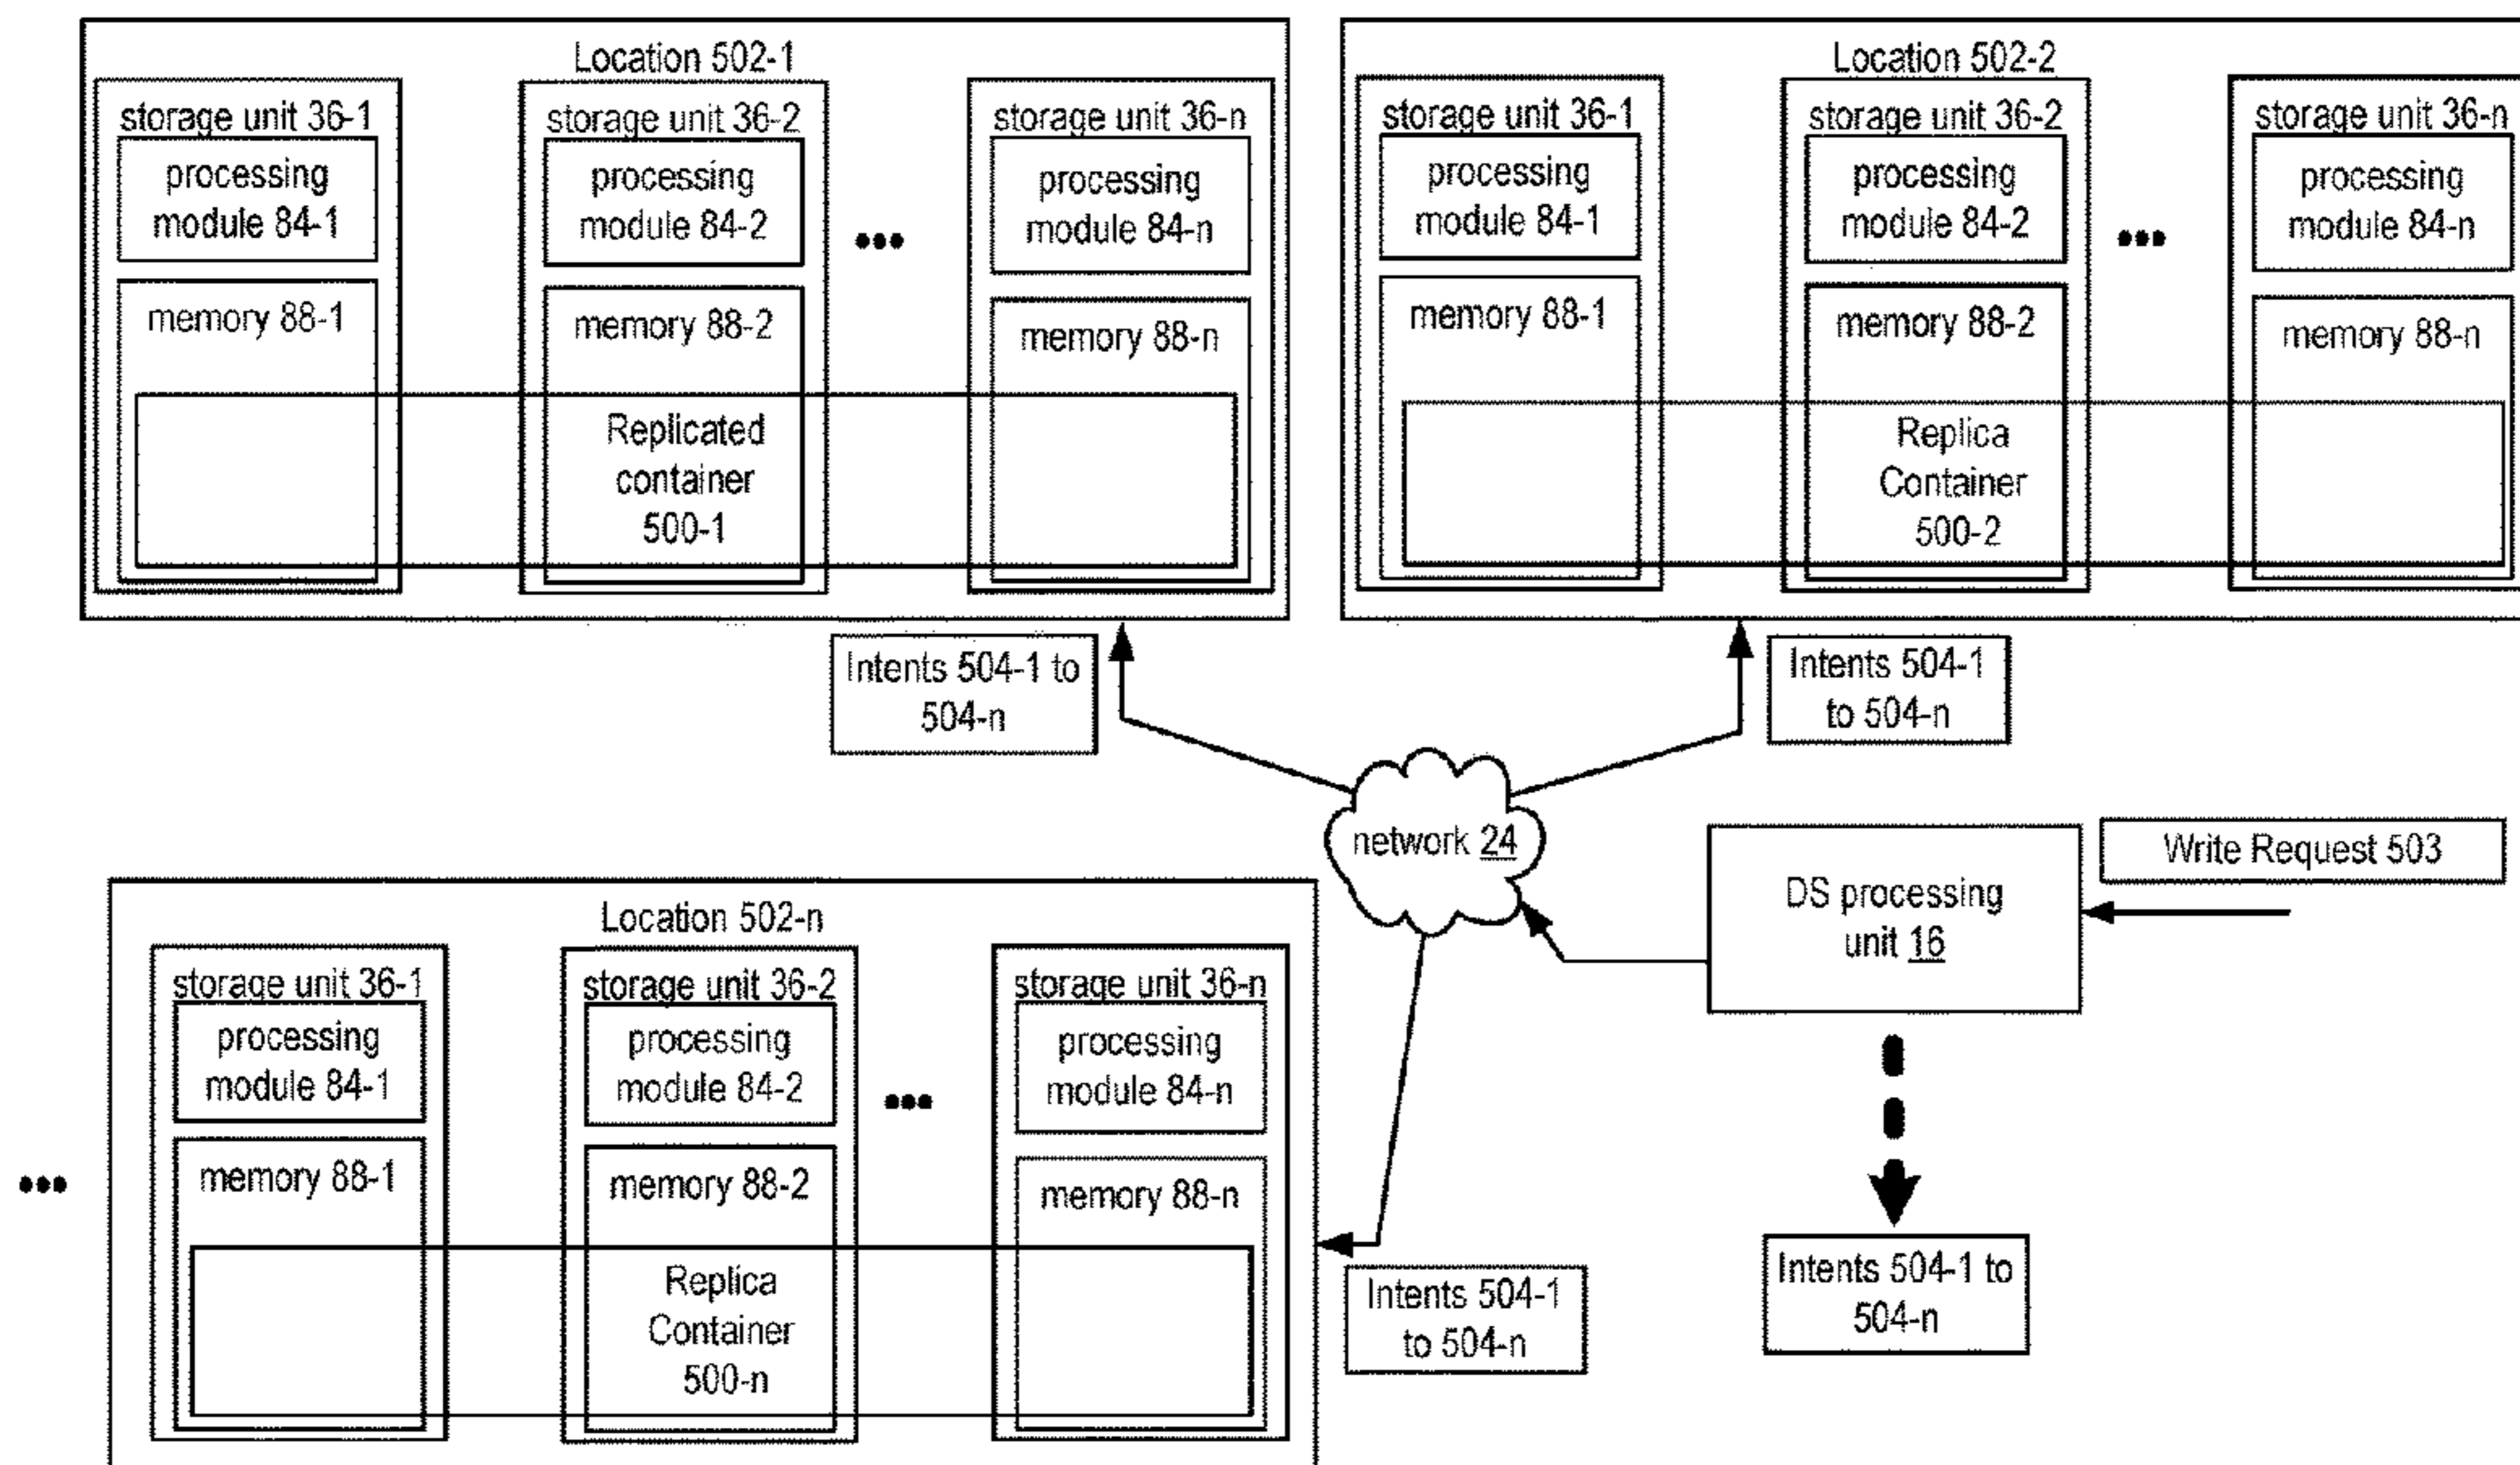 Location 502-1
storage unit 36-1
processing
module 84-1
memory 88-1
storage unit 36-2
processing
module 84-2
memory 88-2
•••
storage unit 36-n
processing
module 84-n
memory 88-n
Replicated
container
500-1
Location 502-2
storage unit 36-1
processing
module 84-1
memory 88-1
storage unit 36-2
processing
module 84-2
memory 88-2
•••
storage unit 36-n
processing
module 84-n
memory 88-n
Replica
Container
500-2
Intents 504-1 to
504-n
Intents 504-1
to 504-n
network 24
DS processing
unit 16
Write Request 503
•••
Location 502-n
storage unit 36-1
processing
module 84-1
memory 88-1
storage unit 36-2
processing
module 84-2
memory 88-2
•••
storage unit 36-n
processing
module 84-n
memory 88-n
Replica
Container
500-n
Intents 504-1
to 504-n
Intents 504-1 to
504-n